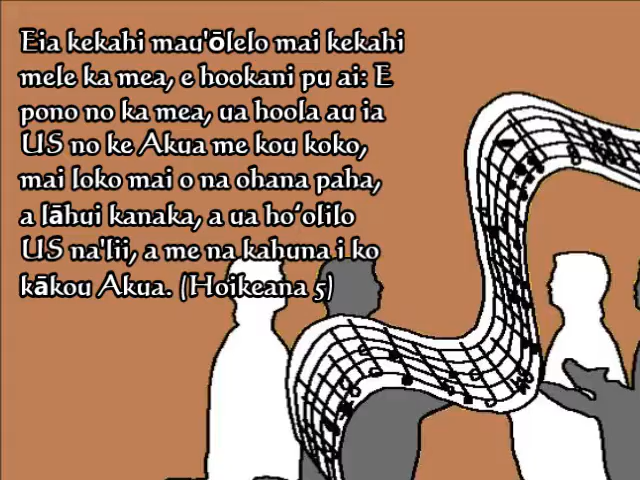 Eia kekahi mau'ōlelo mai kekahi
mele ka mea, e hookani pu ai: E
pono no ka mea, ua hoola au ia
US no ke Akua me kou koko,
mai loko mai o na ohana paha,
a lāhui kanaka, a ua ho‘olilo
US na'lii, a me na kahuna i ko
kākou Akua. (Hoikeana 5)